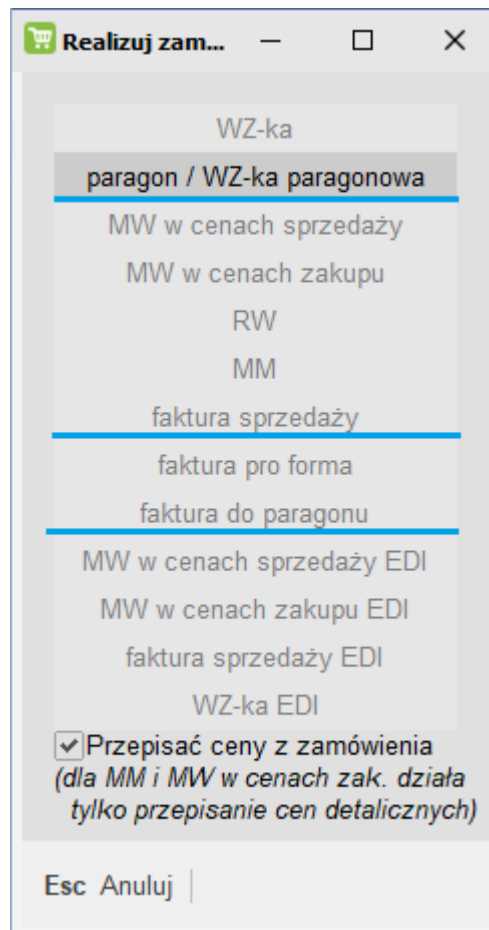 Realizuj zam...
WZ-ka
paragon / WZ-ka paragonowa
MW w cenach sprzedaży
MW w cenach zakupu
RW
MM
faktura sprzedaży
faktura pro forma
faktura do paragonu
MW w cenach sprzedaży EDI
MW w cenach zakupu EDI
faktura sprzedaży EDI
WZ-ka EDI
Przepisać ceny z zamówienia
(dla MM i MW w cenach zak. działa
tylko przepisanie cen detalicznych)
Esc Anuluj